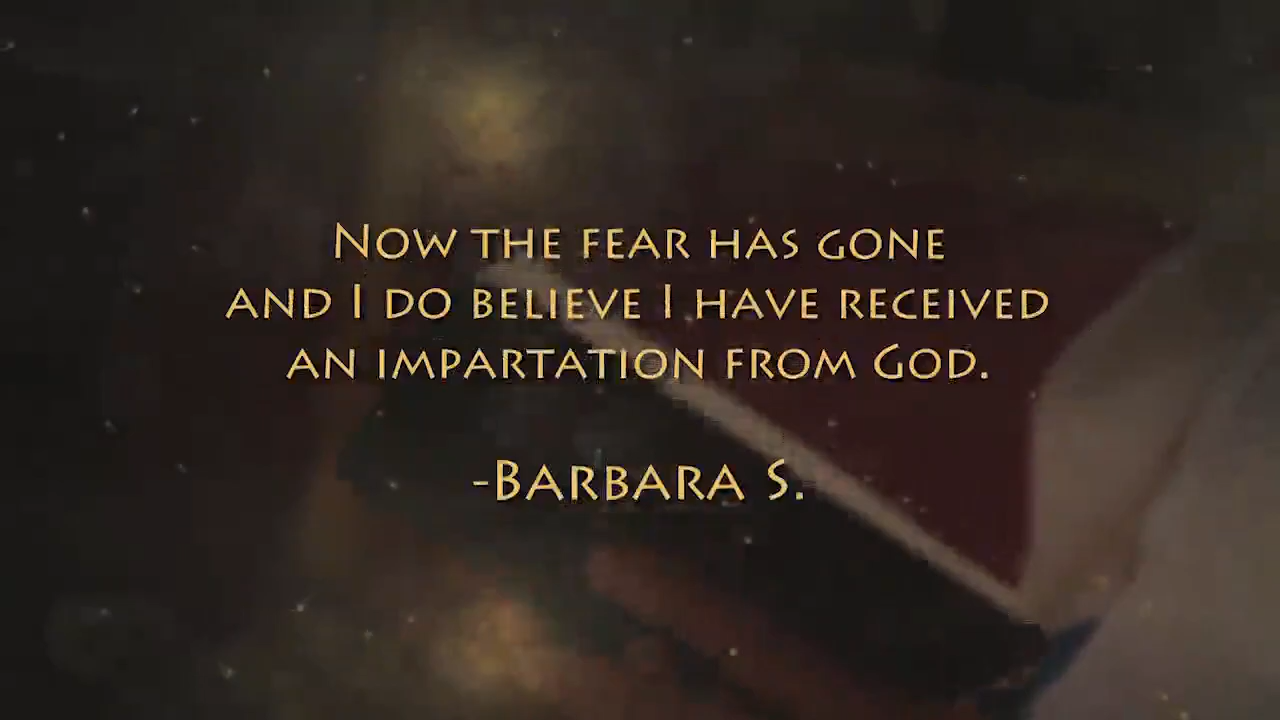 Now the fear has gone
and I do believe I have received
an impartation from God.
-Barbara S.